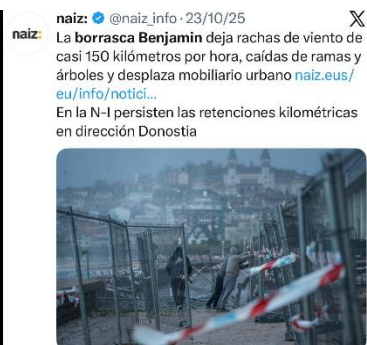 naiz: @naiz_info · 23/10/25
naiz:
La borrasca Benjamin deja rachas de viento de
casi 150 kilómetros por hora, caídas de ramas y
árboles y desplaza mobiliario urbano naiz.eus/
eu/info/notici...
En la N-I persisten las retenciones kilométricas
en dirección Donostia